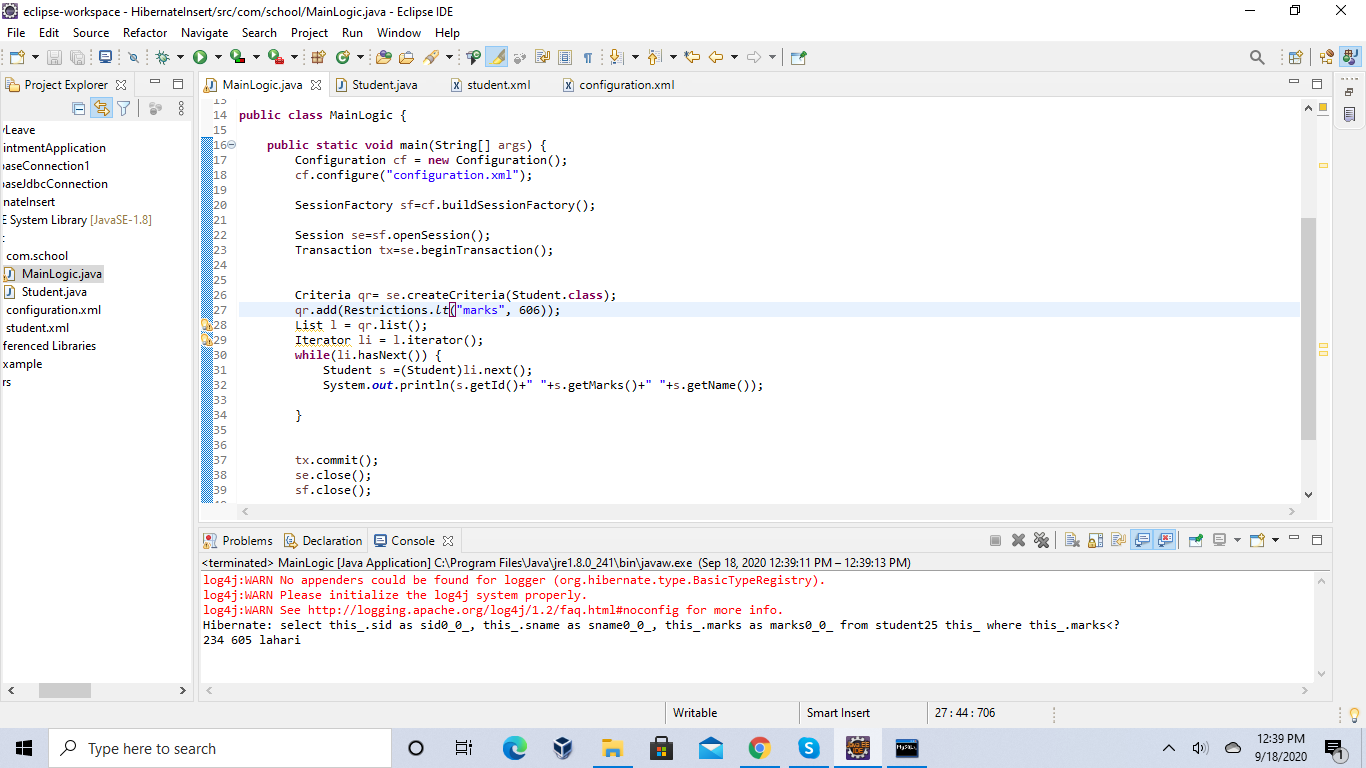 eclipse-workspace - HibernateInsert/src/com/school/MainLogic.java - Eclipse IDE
File Edit Source Refactor Navigate Search Project Run Window Help
Project Explorer
MainLogic.java
Student.java
student.xml
configuration.xml
yLeave
intmentApplication
baseConnection1
baseJdbcConnection
nateInsert
E System Library [JavaSE-1.8]
com.school
MainLogic.java
Student.java
configuration.xml
student.xml
ferenced Libraries
xample
rs
13
14 public class MainLogic {
15
16 public static void main(String[] args) {
17 Configuration cf = new Configuration();
18 cf.configure("configuration.xml");
19
20 SessionFactory sf=cf.buildSessionFactory();
21
22 Session se=sf.openSession();
23 Transaction tx=se.beginTransaction();
24
25
26 Criteria qr= se.createCriteria(Student.class);
27 qr.add(Restrictions.lt("marks", 606));
28 List l = qr.list();
29 Iterator li = l.iterator();
30 while(li.hasNext()) {
31 Student s =(Student)li.next();
32 System.out.println(s.getId()+" "+s.getMarks()+" "+s.getName());
33
34 }
35
36
37 tx.commit();
38 se.close();
39 sf.close();
Problems Declaration Console
<terminated> MainLogic [Java Application] C:\Program Files\Java\jre1.8.0_241\bin\javaw.exe (Sep 18, 2020 12:39:11 PM – 12:39:13 PM)
log4j:WARN No appenders could be found for logger (org.hibernate.type.BasicTypeRegistry).
log4j:WARN Please initialize the log4j system properly.
log4j:WARN See http://logging.apache.org/log4j/1.2/faq.html#noconfig for more info.
Hibernate: select this_.sid as sid0_0_, this_.sname as sname0_0_, this_.marks as marks0_0_ from student25 this_ where this_.marks<?
234 605 lahari
Writable
Smart Insert
27 : 44 : 706
Type here to search
12:39 PM
9/18/2020
1